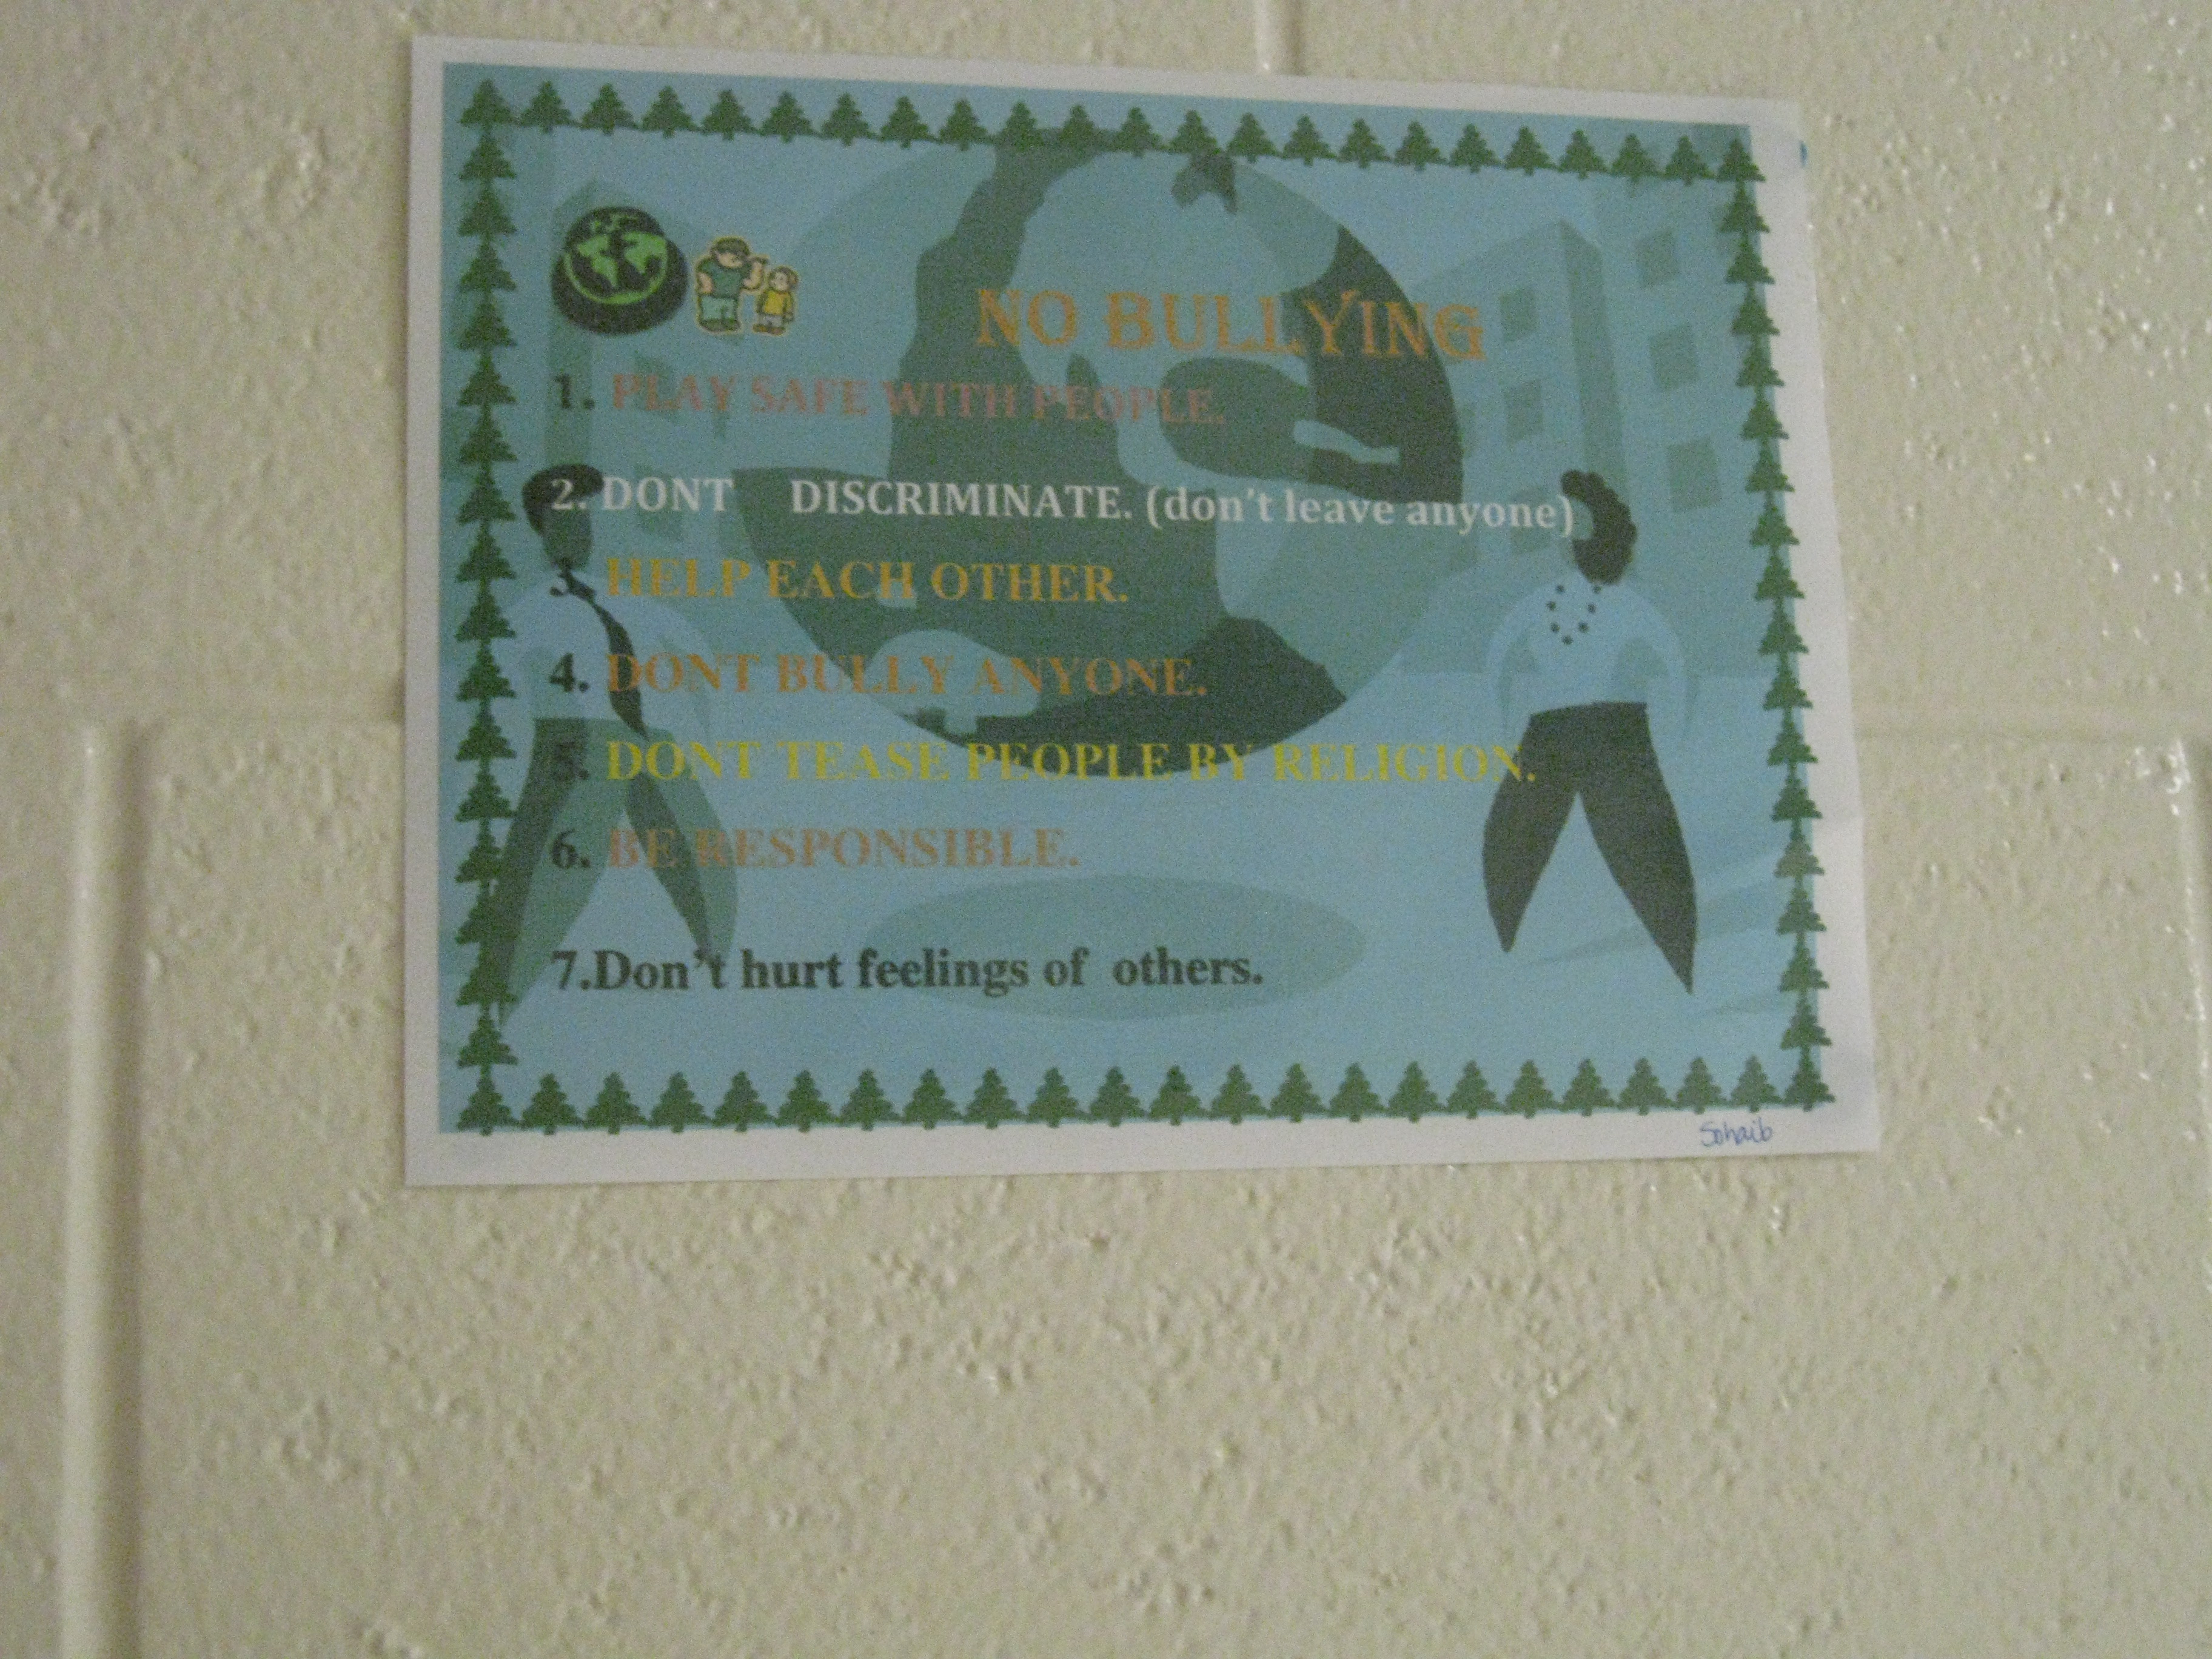 NO BULLYING
1. PLAY SAFE WITH PEOPLE.
2. DONT DISCRIMINATE. (don't leave anyone)
3. HELP EACH OTHER.
4. DONT BULLY ANYONE.
5. DONT TEASE PEOPLE BY RELIGION.
6. BE RESPONSIBLE.
7.Don't hurt feelings of others.
Sohaib